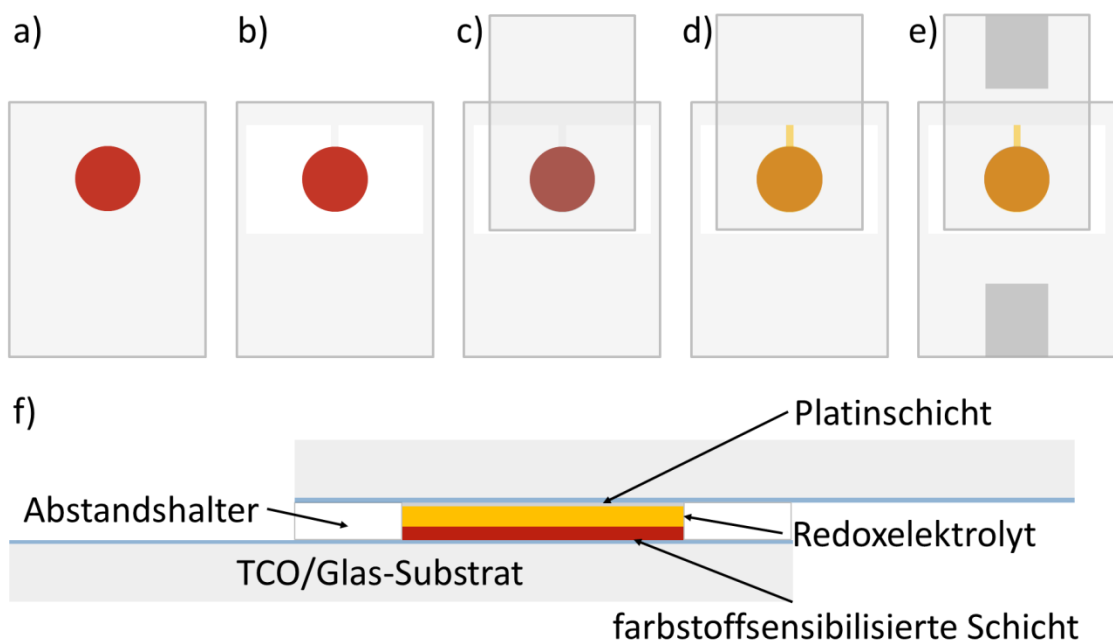 a)
b)
c)
d)
e)
f)
Platinschicht
Abstandshalter
Redoxelektrolyt
TCO/Glas-Substrat
farbstoffsensibilisierte Schicht